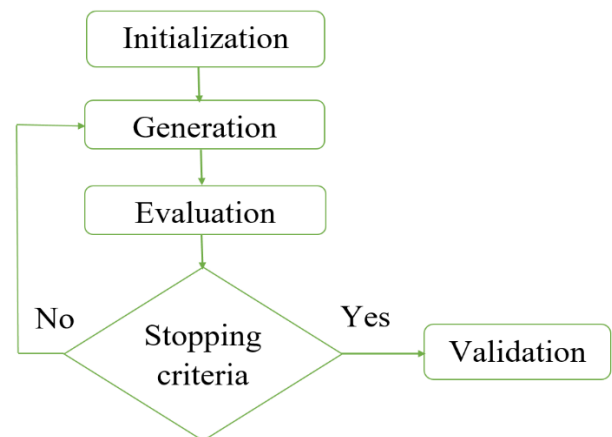 Initialization
Generation
Evaluation
No
Yes
Stopping
criteria
Validation